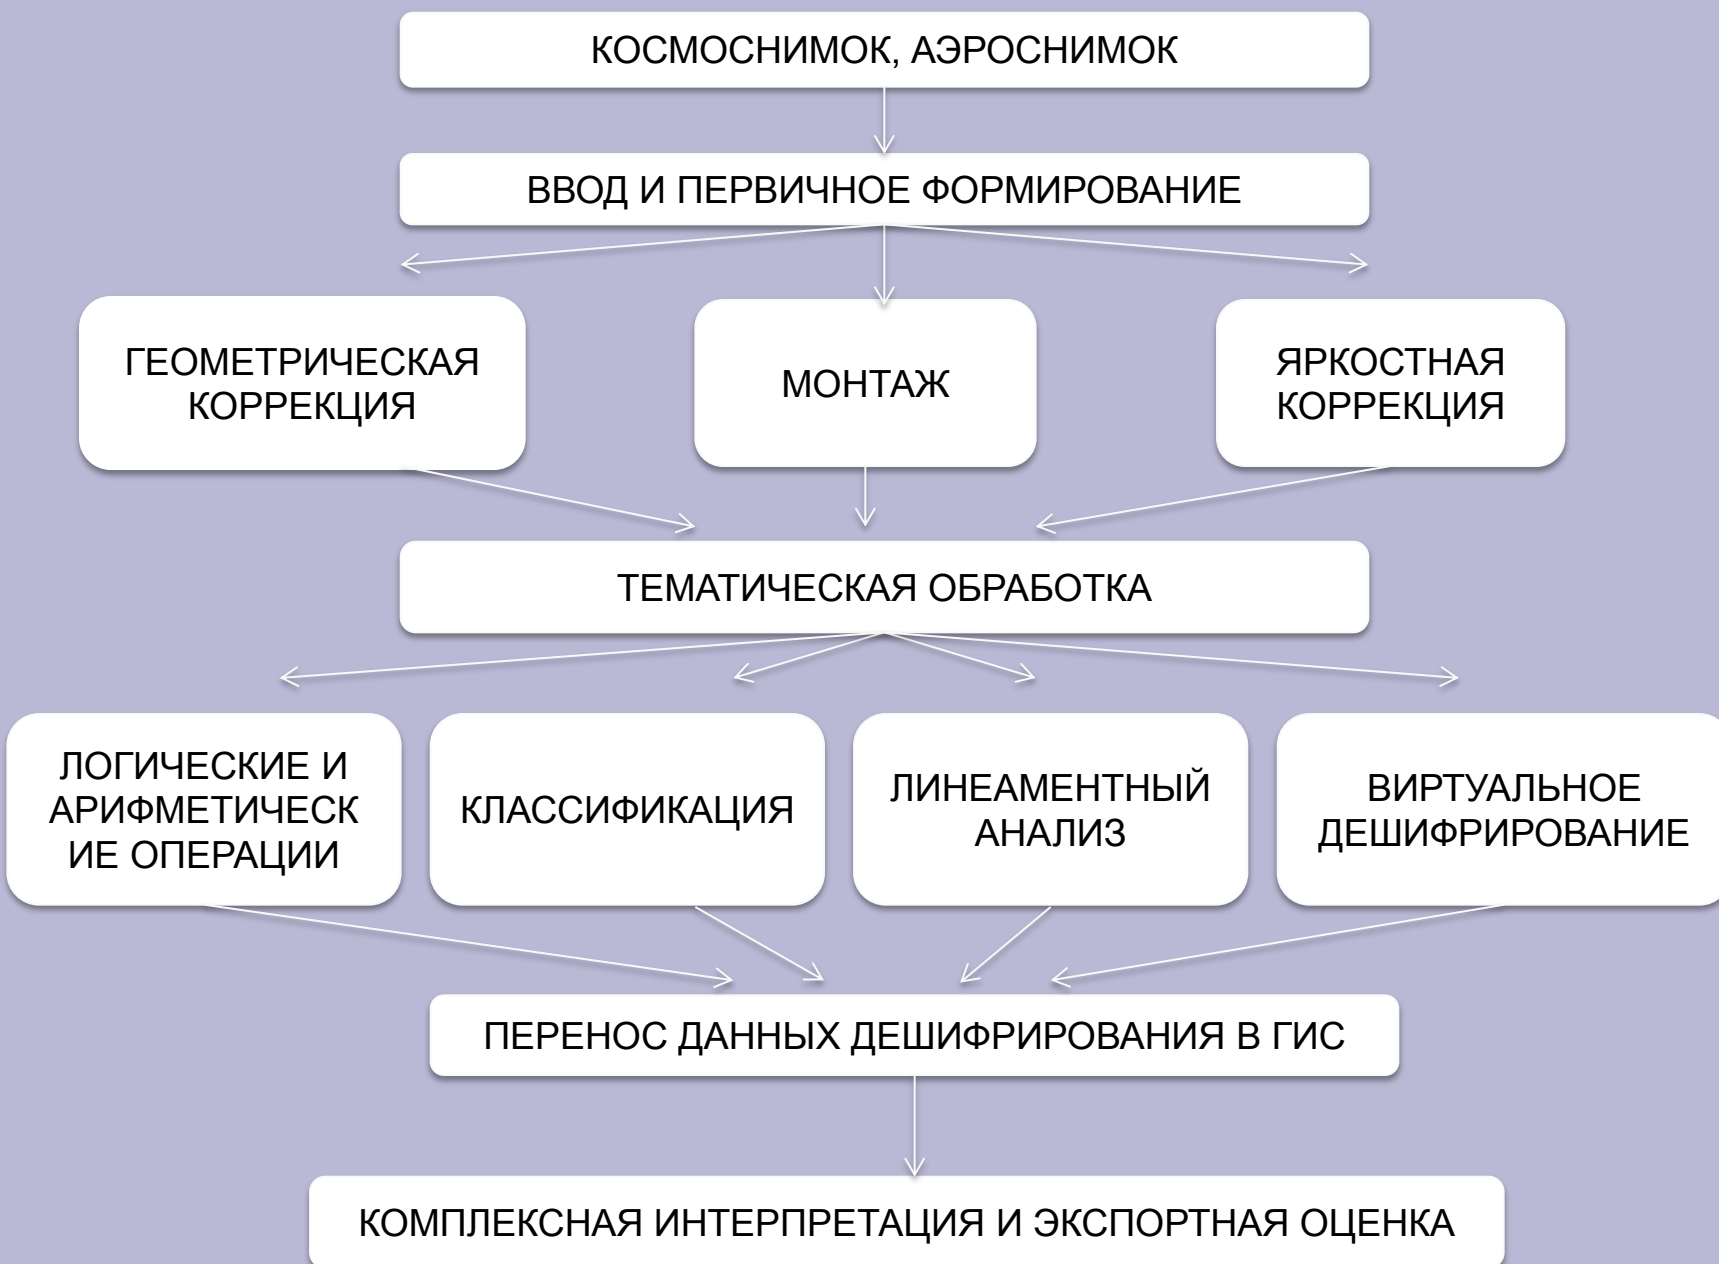 КОСМОСНИМОК, АЭРОСНИМОК
ВВОД И ПЕРВИЧНОЕ ФОРМИРОВАНИЕ
ГЕОМЕТРИЧЕСКАЯ
КОРРЕКЦИЯ
МОНТАЖ
ЯРКОСТНАЯ
КОРРЕКЦИЯ
ТЕМАТИЧЕСКАЯ ОБРАБОТКА
ЛОГИЧЕСКИЕ И
АРИФМЕТИЧЕСК
ИЕ ОПЕРАЦИИ
КЛАССИФИКАЦИЯ
ЛИНЕАМЕНТНЫЙ
АНАЛИЗ
ВИРТУАЛЬНОЕ
ДЕШИФРИРОВАНИЕ
ПЕРЕНОС ДАННЫХ ДЕШИФРИРОВАНИЯ В ГИС
КОМПЛЕКСНАЯ ИНТЕРПРЕТАЦИЯ И ЭКСПОРТНАЯ ОЦЕНКА